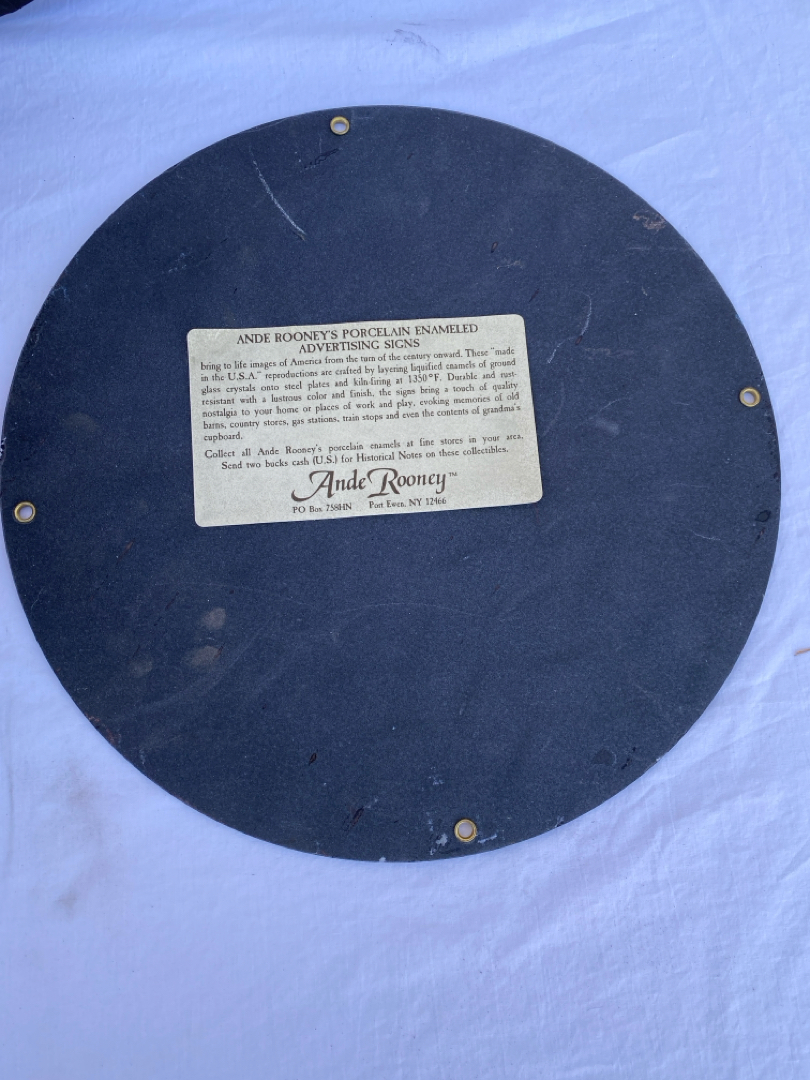 ANDE ROONEY'S PORCELAIN ENAMELED
ADVERTISING SIGNS
bring to life images of America from the turn of the century onward. These "made
in the U.S.A." reproductions are crafted by layering liquified enamels of ground
glass crystals onto steel plates and kiln-firing at 1350°F. Durable and rust-
resistant with a lustrous color and finish, the signs bring a touch of quality
nostalgia to your home or places of work and play, evoking memories of old
barns, country stores, gas stations, train stops and even the contents of grandma's
cupboard.
Collect all Ande Rooney's porcelain enamels at fine stores in your area.
Send two bucks cash (U.S.) for Historical Notes on these collectibles.
Ande Rooney™
PO Box 758HN Port Ewen, NY 12466